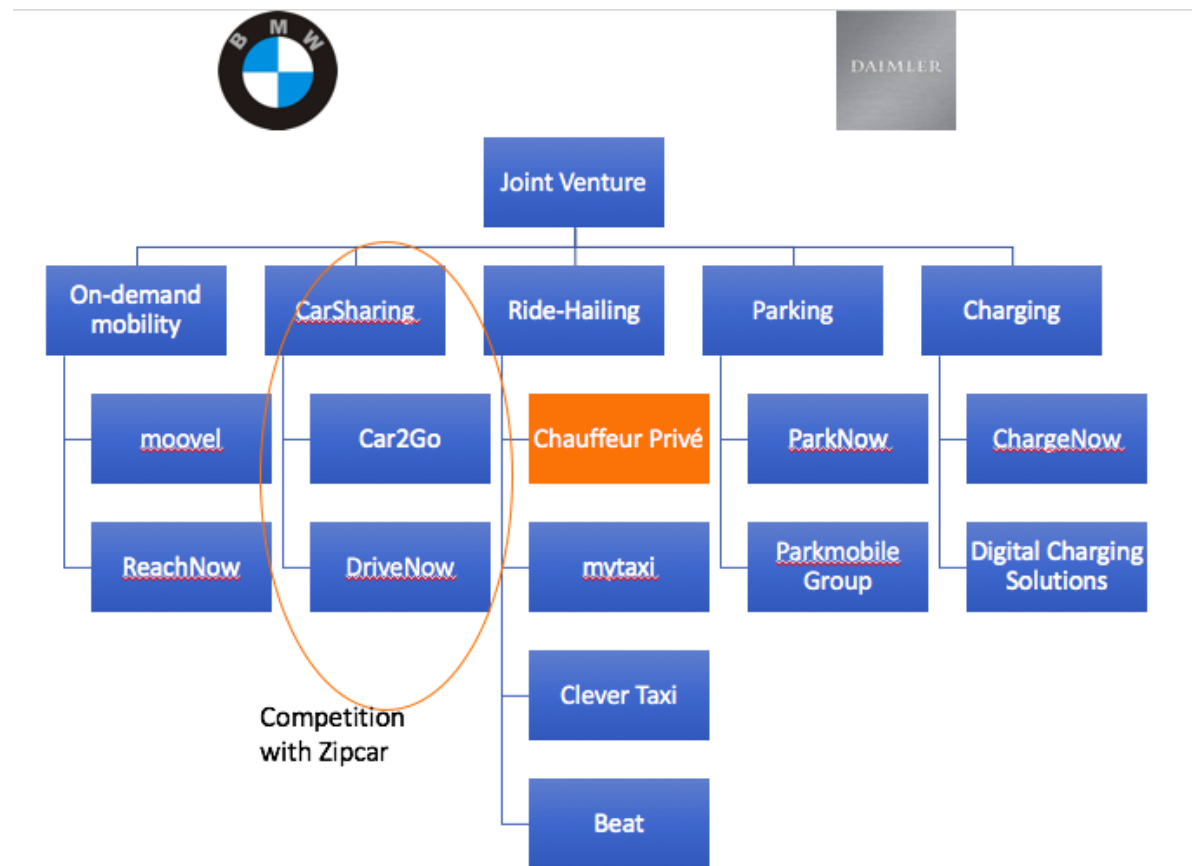 BMW
DAIMLER
Joint Venture
On-demand
mobility
CarSharing
Ride-Hailing
Parking
Charging
moovel
Car2Go
Chauffeur Privé
ParkNow
ChargeNow
ReachNow
DriveNow
mytaxi
Parkmobile
Group
Digital Charging
Solutions
Clever Taxi
Competition
with Zipcar
Beat